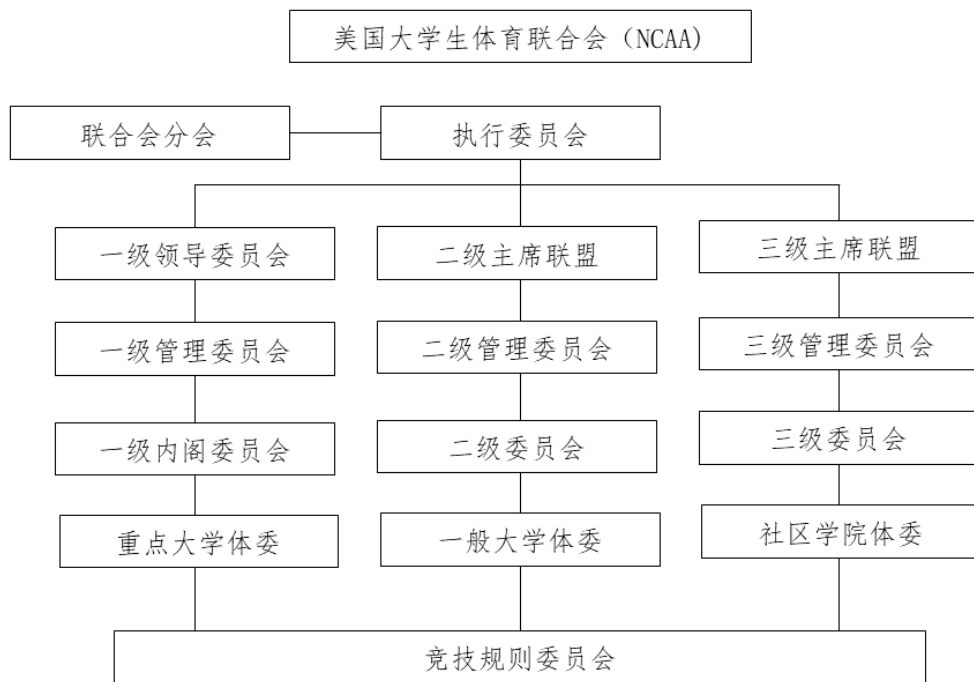 美国大学生体育联合会（NCAA)
联合会分会
执行委员会
一级领导委员会
二级主席联盟
三级主席联盟
一级管理委员会
二级管理委员会
三级管理委员会
一级内阁委员会
二级委员会
三级委员会
重点大学体委
一般大学体委
社区学院体委
竞技规则委员会